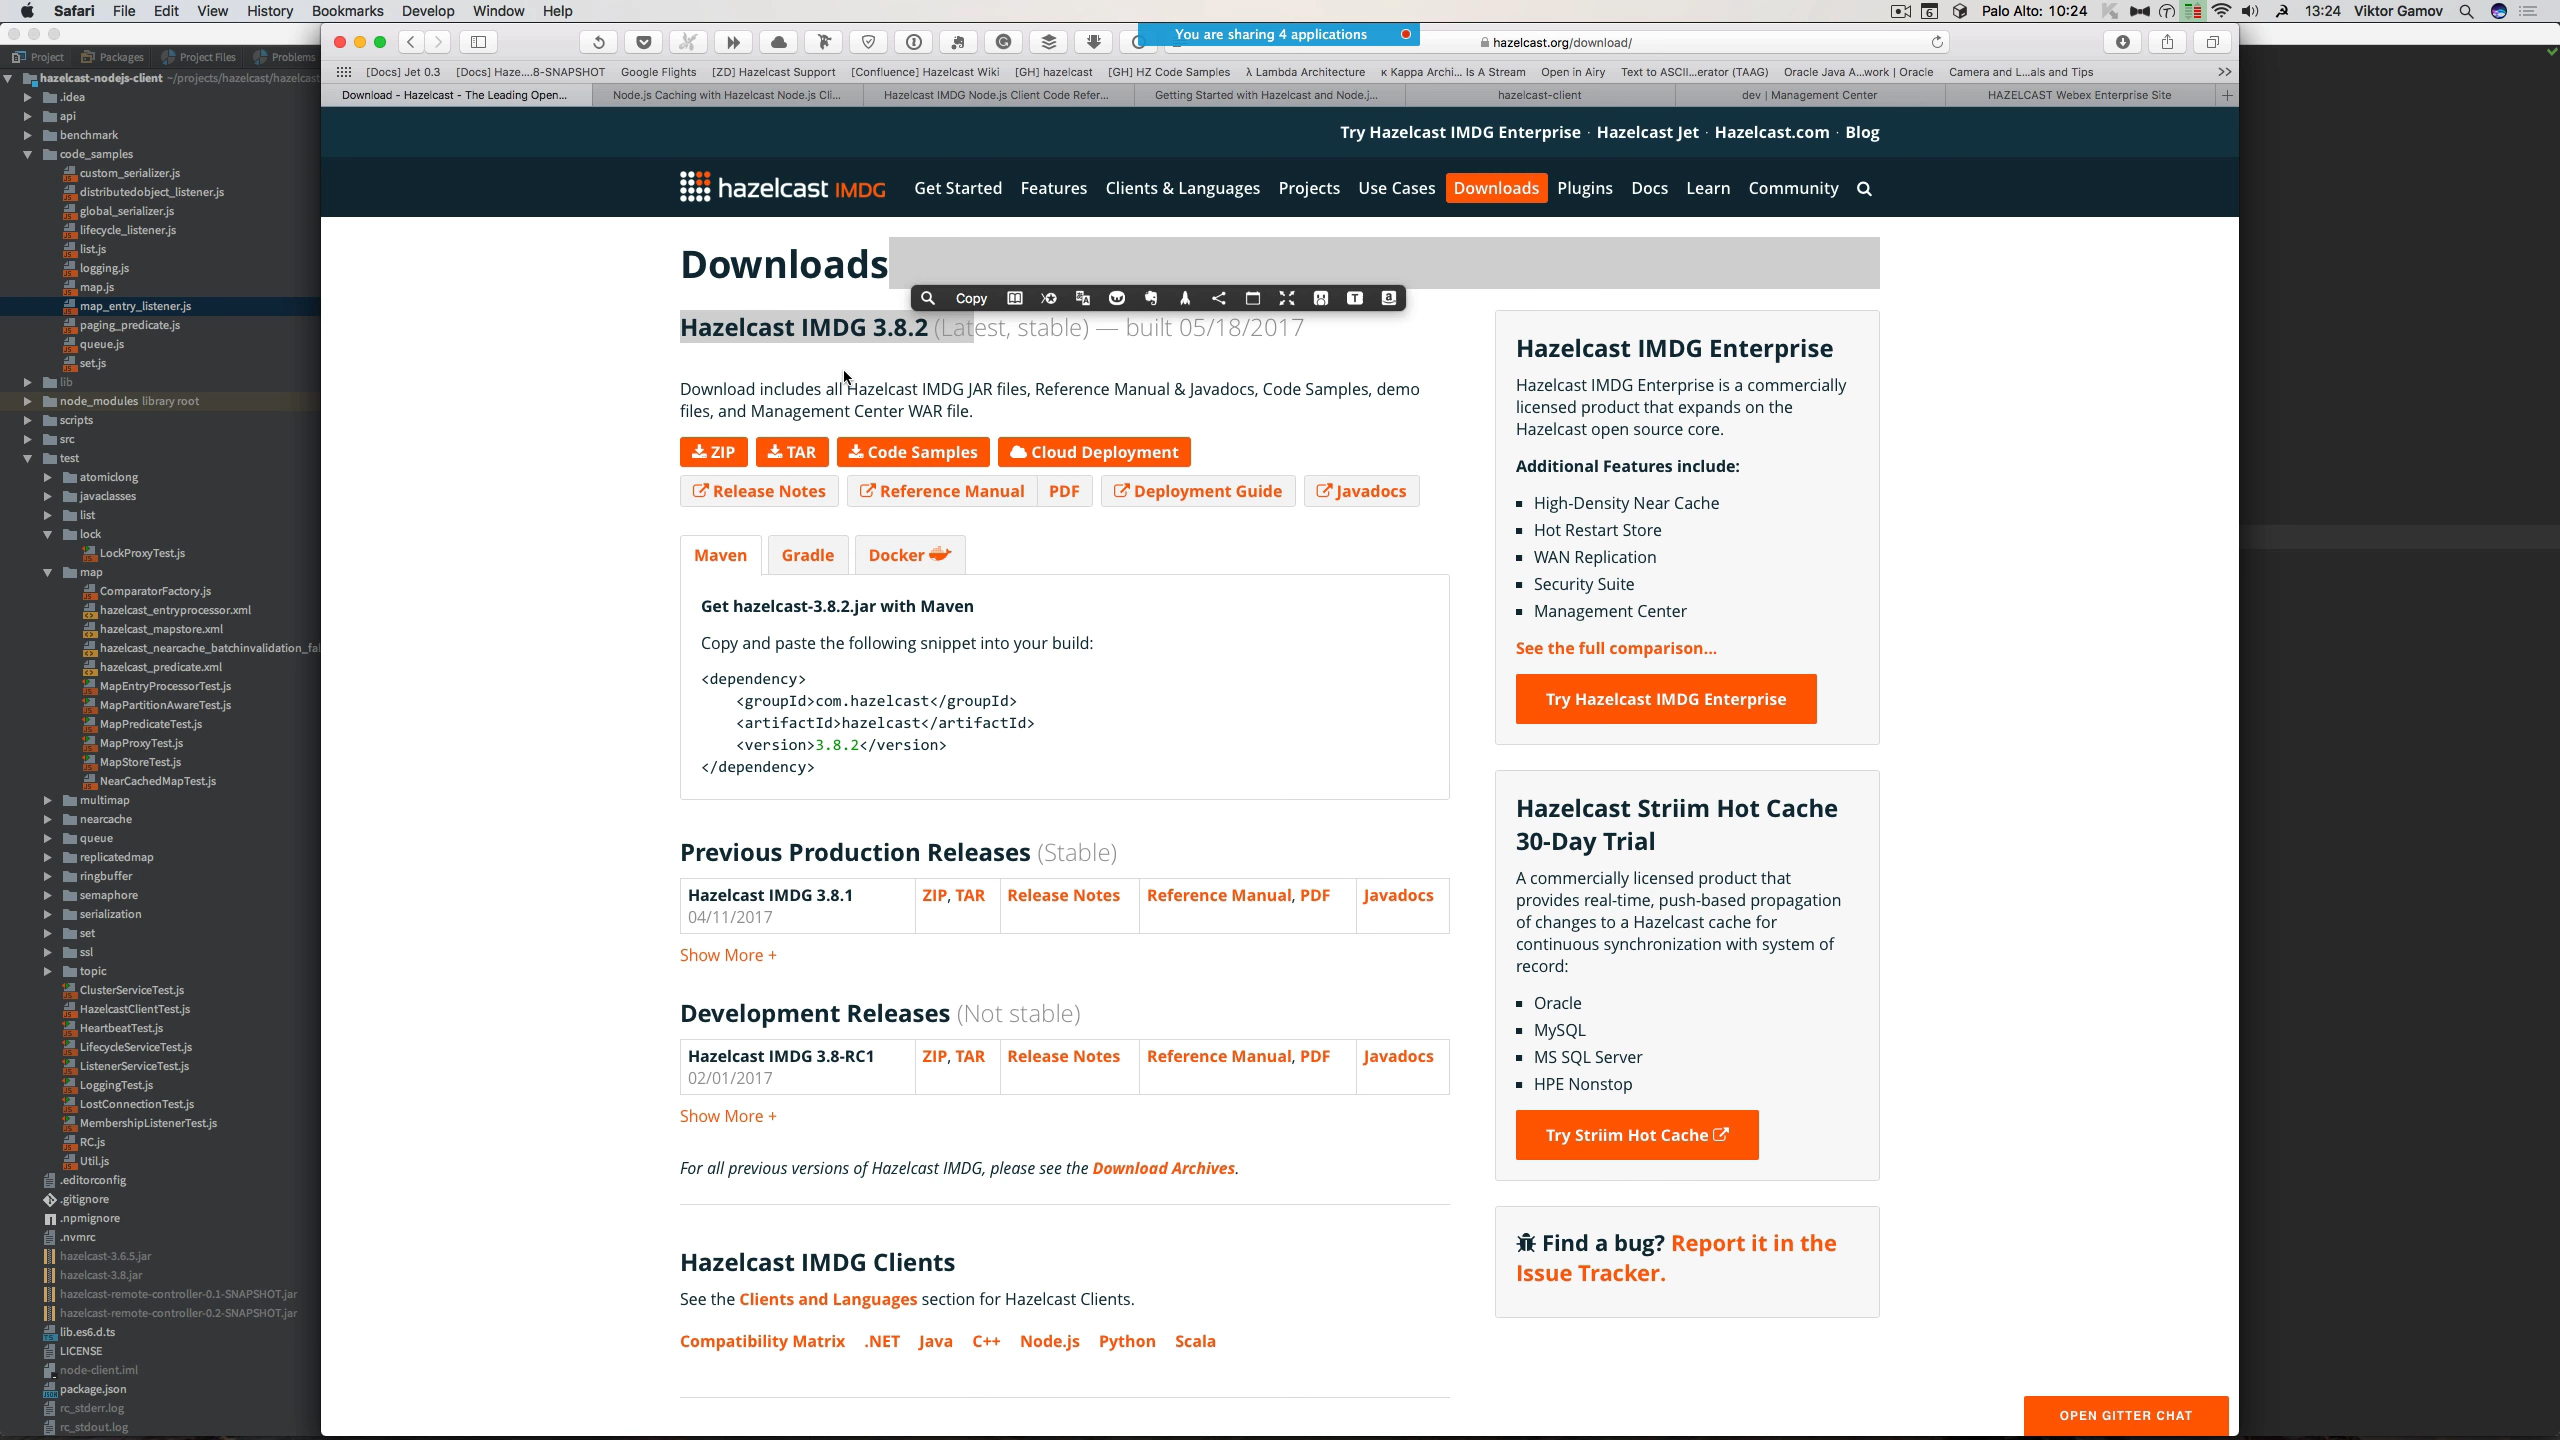 Safari File Edit View History Bookmarks Develop Window Help
6 Palo Alto: 10:24 13:24 Viktor Gamov
You are sharing 4 applications
hazelcast.org/download/
[Docs] Jet 0.3 [Docs] Haze....8-SNAPSHOT Google Flights [ZD] Hazelcast Support [Confluence] Hazelcast Wiki [GH] hazelcast [GH] HZ Code Samples λ Lambda Architecture κ Kappa Archi... Is A Stream Open in Airy Text to ASCII...erator (TAAG) Oracle Java A...work | Oracle Camera and L...als and Tips
Download - Hazelcast - The Leading Open... Node.js Caching with Hazelcast Node.js Cli... Hazelcast IMDG Node.js Client Code Refer... Getting Started with Hazelcast and Node.j... hazelcast-client dev | Management Center HAZELCAST Webex Enterprise Site
Project Packages Project Files Problems
hazelcast-nodejs-client ~/projects/hazelcast/hazelcast
.idea
api
benchmark
code_samples
custom_serializer.js
distributedobject_listener.js
global_serializer.js
lifecycle_listener.js
list.js
logging.js
map.js
map_entry_listener.js
paging_predicate.js
queue.js
set.js
lib
node_modules library root
scripts
src
test
atomiclong
javaclasses
list
lock
LockProxyTest.js
map
ComparatorFactory.js
hazelcast_entryprocessor.xml
hazelcast_mapstore.xml
hazelcast_nearcache_batchinvalidation_fal
hazelcast_predicate.xml
MapEntryProcessorTest.js
MapPartitionAwareTest.js
MapPredicateTest.js
MapProxyTest.js
MapStoreTest.js
NearCachedMapTest.js
multimap
nearcache
queue
replicatedmap
ringbuffer
semaphore
serialization
set
ssl
topic
ClusterServiceTest.js
HazelcastClientTest.js
HeartbeatTest.js
LifecycleServiceTest.js
ListenerServiceTest.js
LoggingTest.js
LostConnectionTest.js
MembershipListenerTest.js
RC.js
Util.js
.editorconfig
.gitignore
.npmignore
.nvmrc
hazelcast-3.6.5.jar
hazelcast-3.8.jar
hazelcast-remote-controller-0.1-SNAPSHOT.jar
hazelcast-remote-controller-0.2-SNAPSHOT.jar
lib.es6.d.ts
LICENSE
node-client.iml
package.json
rc_stderr.log
rc_stdout.log
Try Hazelcast IMDG Enterprise · Hazelcast Jet · Hazelcast.com · Blog
hazelcast IMDG Get Started Features Clients & Languages Projects Use Cases Downloads Plugins Docs Learn Community
Downloads
Copy
Hazelcast IMDG 3.8.2 (Latest, stable) — built 05/18/2017
Download includes all Hazelcast IMDG JAR files, Reference Manual & Javadocs, Code Samples, demo
files, and Management Center WAR file.
ZIP TAR Code Samples Cloud Deployment
Release Notes Reference Manual PDF Deployment Guide Javadocs
Maven Gradle Docker
Get hazelcast-3.8.2.jar with Maven
Copy and paste the following snippet into your build:
<dependency>
<groupId>com.hazelcast</groupId>
<artifactId>hazelcast</artifactId>
<version>3.8.2</version>
</dependency>
Previous Production Releases (Stable)
Hazelcast IMDG 3.8.1 ZIP, TAR Release Notes Reference Manual, PDF Javadocs
04/11/2017
Show More +
Development Releases (Not stable)
Hazelcast IMDG 3.8-RC1 ZIP, TAR Release Notes Reference Manual, PDF Javadocs
02/01/2017
Show More +
For all previous versions of Hazelcast IMDG, please see the Download Archives.
Hazelcast IMDG Clients
See the Clients and Languages section for Hazelcast Clients.
Compatibility Matrix .NET Java C++ Node.js Python Scala
Hazelcast IMDG Enterprise
Hazelcast IMDG Enterprise is a commercially
licensed product that expands on the
Hazelcast open source core.
Additional Features include:
High-Density Near Cache
Hot Restart Store
WAN Replication
Security Suite
Management Center
See the full comparison...
Try Hazelcast IMDG Enterprise
Hazelcast Striim Hot Cache
30-Day Trial
A commercially licensed product that
provides real-time, push-based propagation
of changes to a Hazelcast cache for
continuous synchronization with system of
record:
Oracle
MySQL
MS SQL Server
HPE Nonstop
Try Striim Hot Cache
Find a bug? Report it in the
Issue Tracker.
OPEN GITTER CHAT